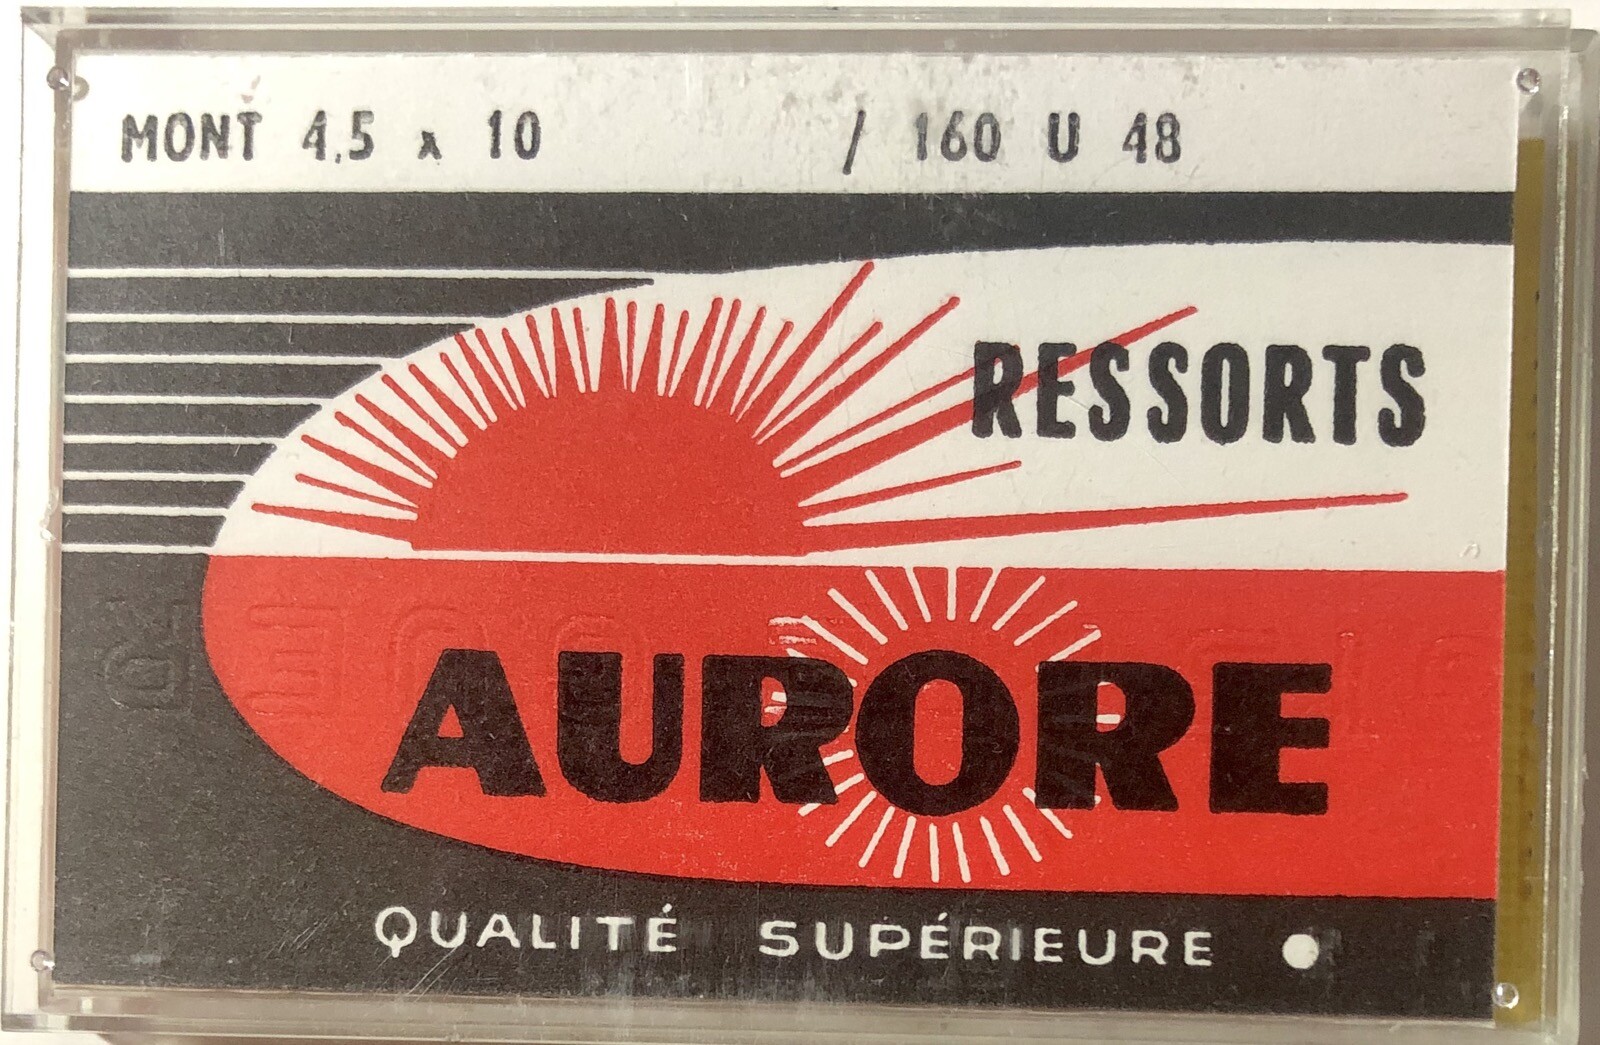 MONT 4.5 x 10 / 160 U 48
RESSORTS
AURORE
QUALITÉ SUPÉRIEURE